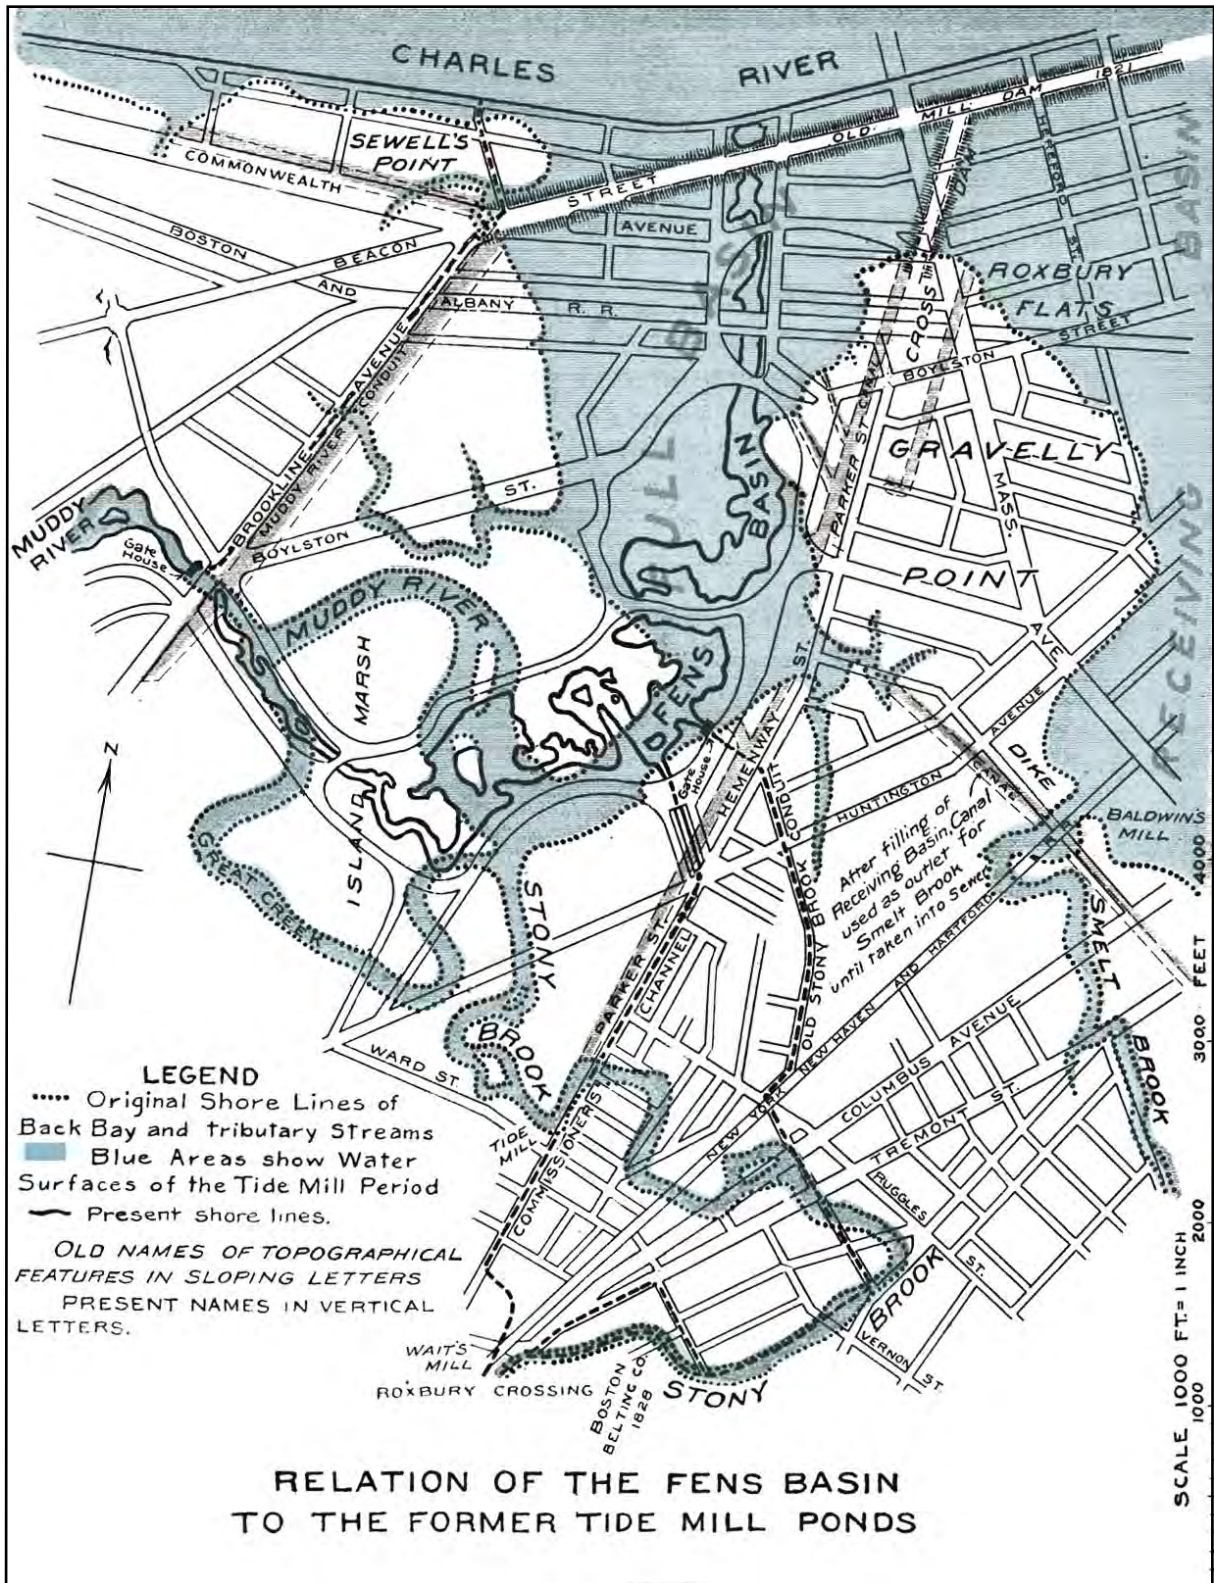 CHARLES RIVER
OLD MILL DAM 1821
SEWELL'S
POINT
COMMONWEALTH
STREET
AVENUE
HEREFORD ST.
BASIN
BOSTON AND ALBANY R. R.
BEACON
CROSS DAM
ROXBURY
FLATS
BOYLSTON STREET
FULL BASIN
BROOKLINE AVENUE
MUDDY RIVER CONDUIT
PARKER ST. CANAL
GRAVELLY
POINT
MASS. AVE
RECEIVING
MUDDY
RIVER
Gate
House
BOYLSTON ST.
MUDDY RIVER
BASIN
FENS
MARSH
ISLAND
GREAT CREEK
Gate
House
HEMENWAY ST.
HUNTINGTON AVENUE
DIKE
CANAL
BALDWIN'S
MILL
After filling of
Receiving Basin, Canal
used as outlet for
Smelt Brook
until taken into Sewer
OLD STONY BROOK CONDUIT
STONY
BROOK
PARKER ST.
CHANNEL
COMMISSIONERS
NEW YORK NEW HAVEN AND HARTFORD R.R.
COLUMBUS AVENUE
TREMONT ST.
RUGGLES ST.
SMELT
BROOK
WARD ST.
TIDE
MILL
N
LEGEND
Original Shore Lines of
Back Bay and tributary Streams
Blue Areas show Water
Surfaces of the Tide Mill Period
Present shore lines.
OLD NAMES OF TOPOGRAPHICAL
FEATURES IN SLOPING LETTERS
PRESENT NAMES IN VERTICAL
LETTERS.
WAIT'S
MILL
ROXBURY CROSSING
BOSTON
BELTING CO.
1828
STONY
BROOK
VERNON ST.
SCALE 1000 FT. = 1 INCH
1000 2000 3000 FEET 4000
RELATION OF THE FENS BASIN
TO THE FORMER TIDE MILL PONDS